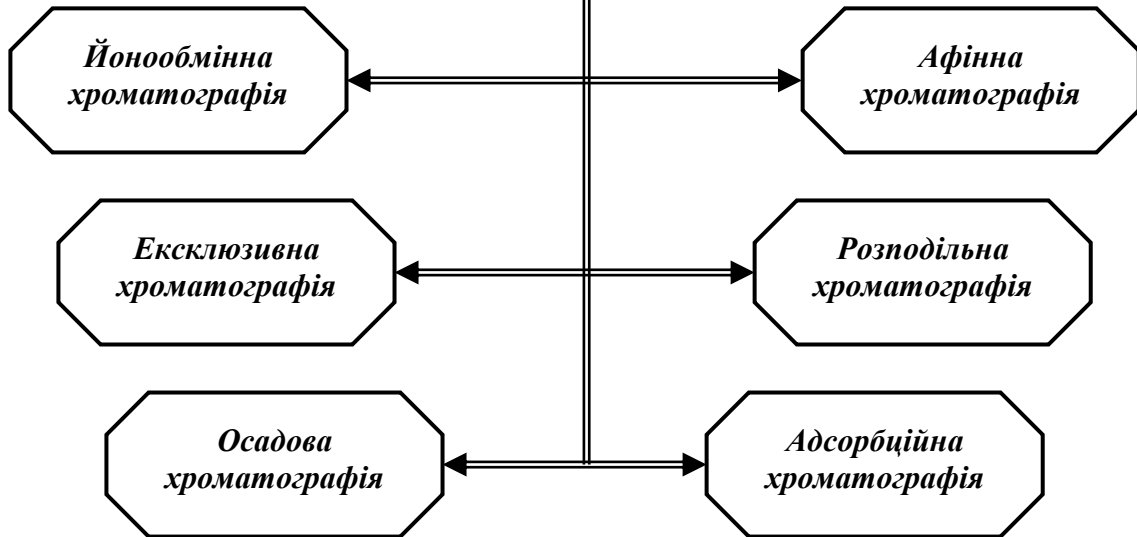 Йонообмінна
хроматографія
Афінна
хроматографія
Ексклюзивна
хроматографія
Розподільна
хроматографія
Осадова
хроматографія
Адсорбційна
хроматографія